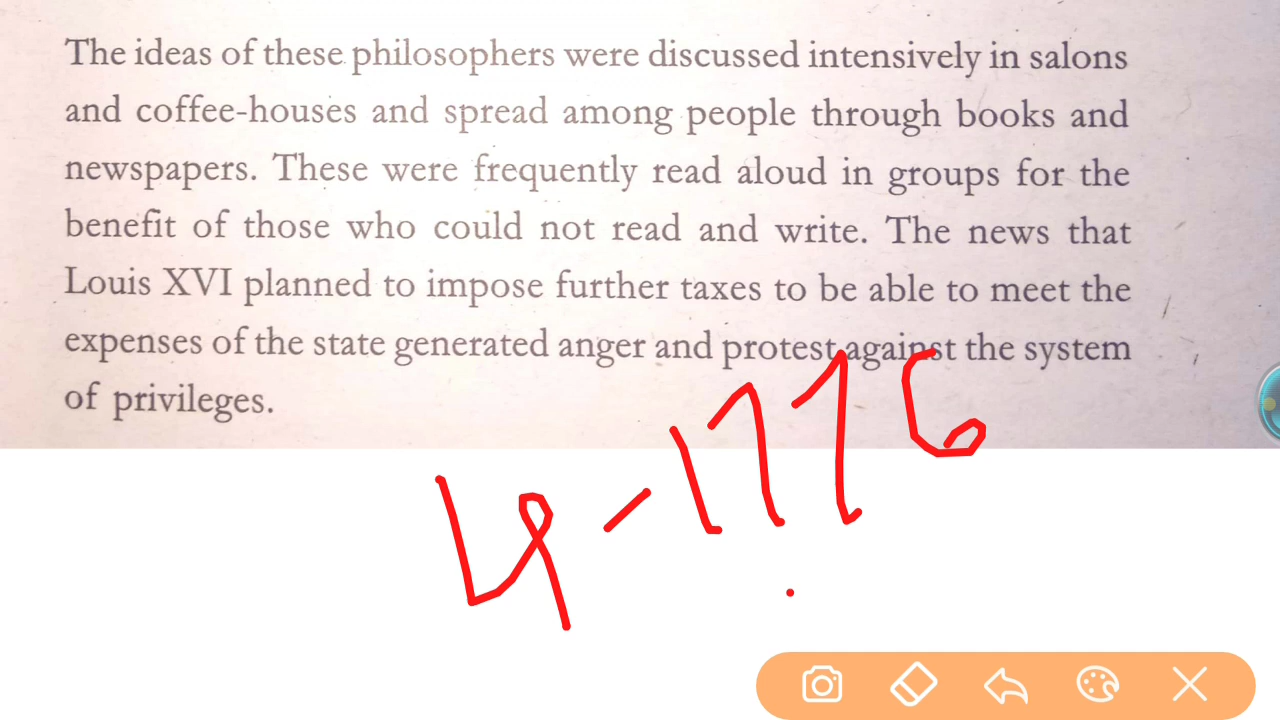 The ideas of these philosophers were discussed intensively in salons
and coffee-houses and spread among people through books and
newspapers. These were frequently read aloud in groups for the
benefit of those who could not read and write. The news that
Louis XVI planned to impose further taxes to be able to meet the
expenses of the state generated anger and protest against the system
of privileges.
4-1776